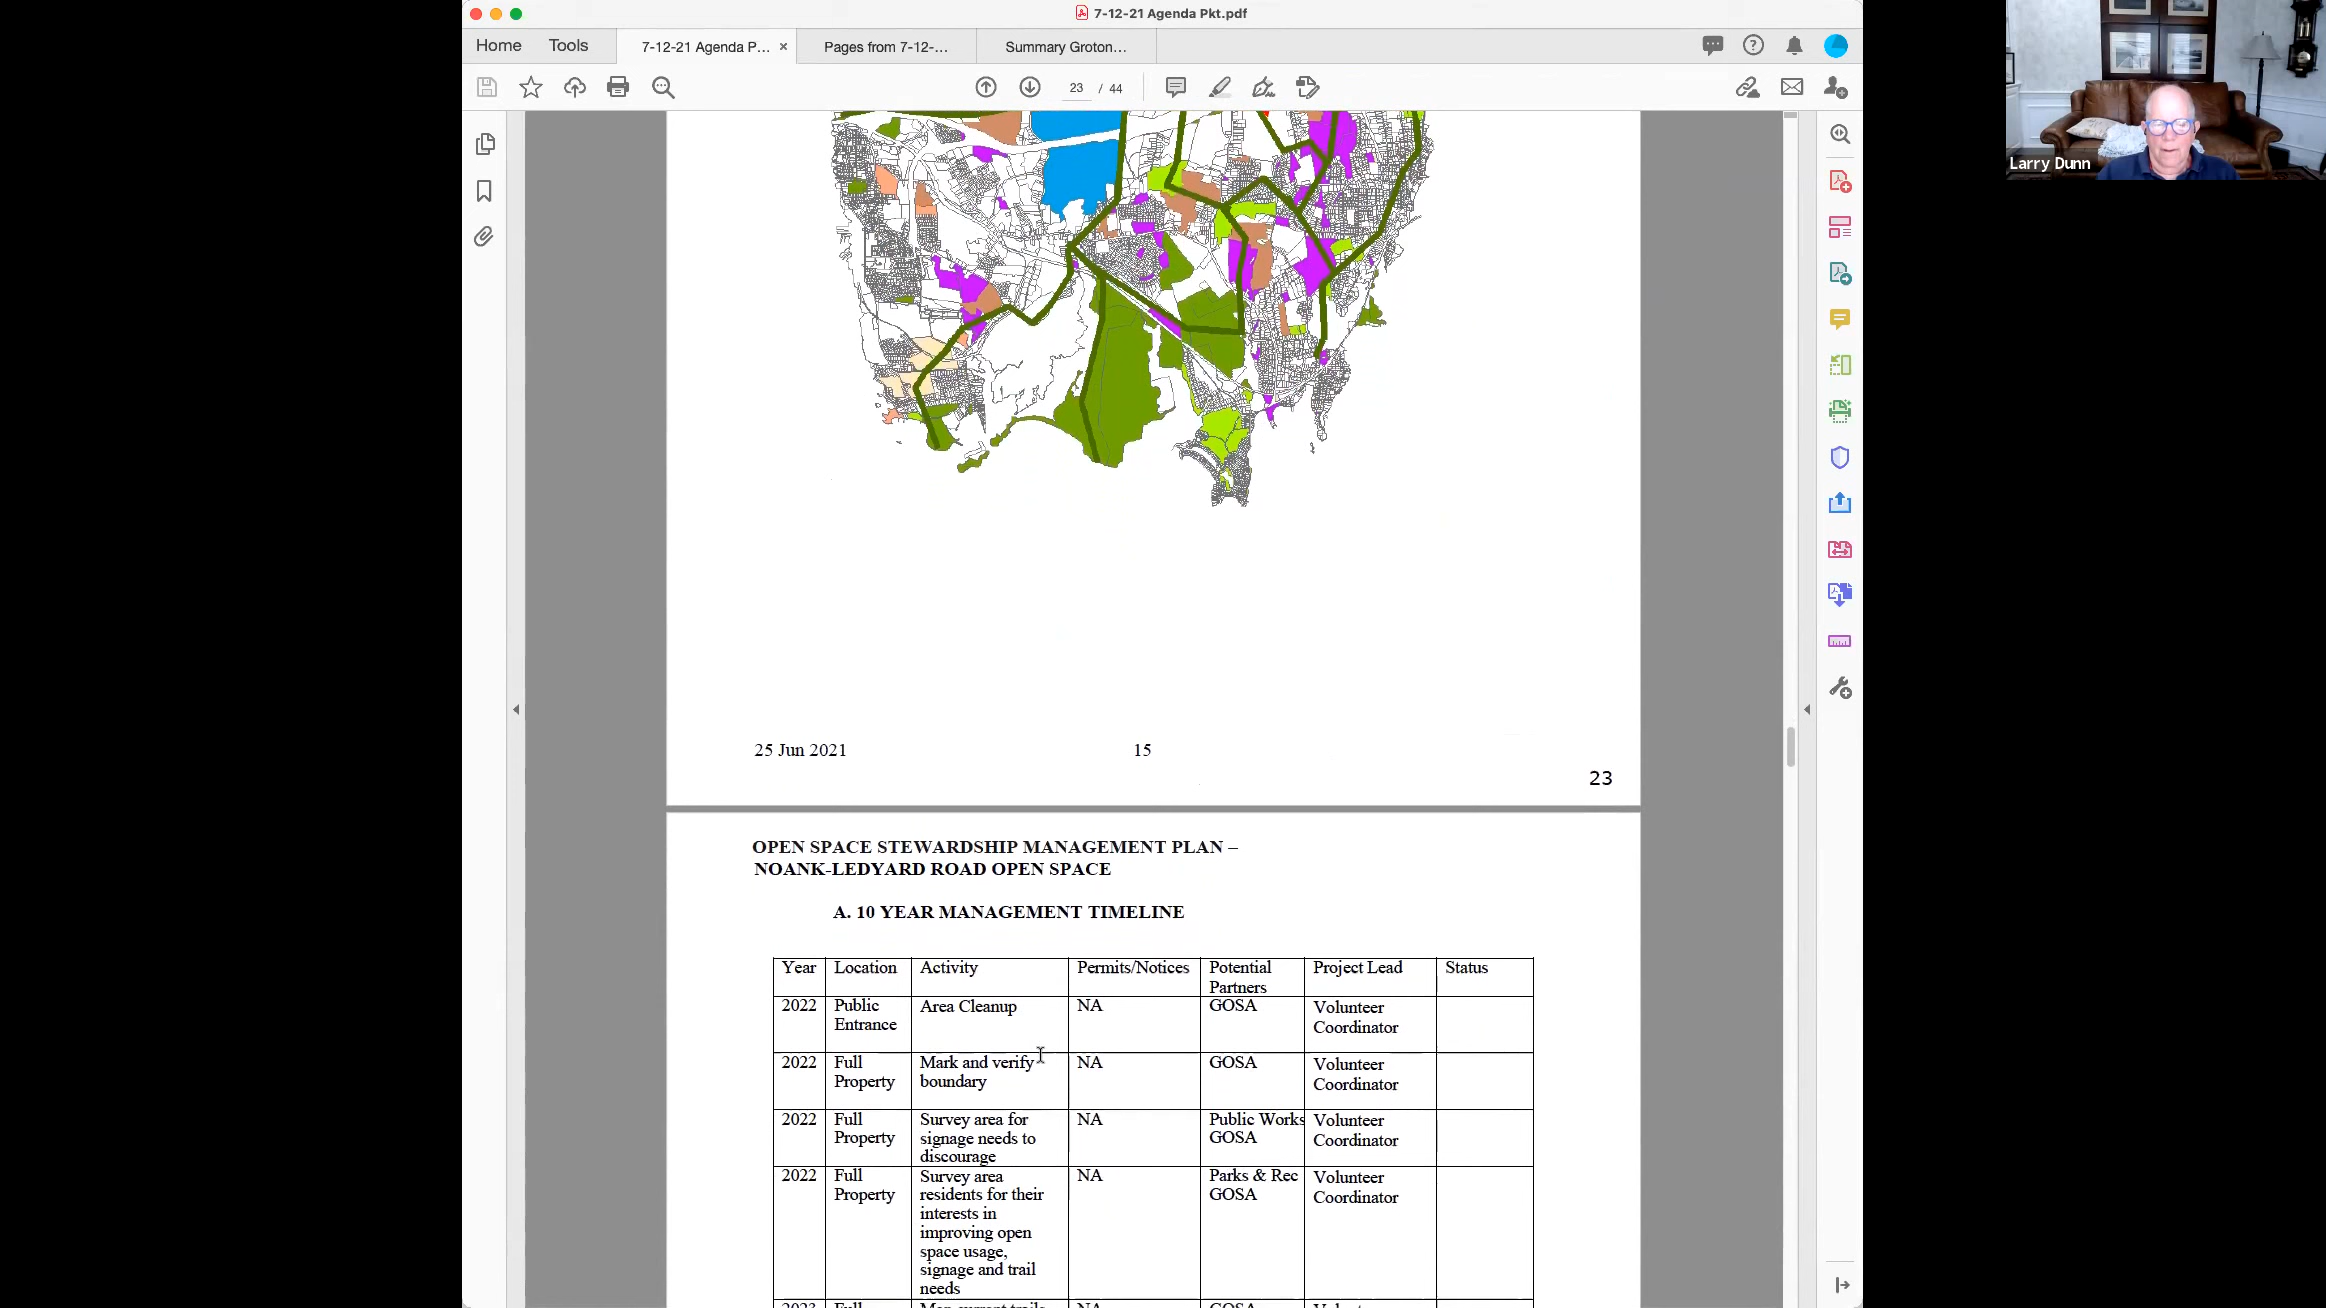 7-12-21 Agenda Pkt.pdf
Home
Tools
7-12-21 Agenda P...
Pages from 7-12-...
Summary Groton...
23 / 44
Larry Dunn
25 Jun 2021
15
23
OPEN SPACE STEWARDSHIP MANAGEMENT PLAN –
NOANK-LEDYARD ROAD OPEN SPACE
A. 10 YEAR MANAGEMENT TIMELINE
Year Location Activity Permits/Notices Potential Partners Project Lead Status
2022 Public Entrance Area Cleanup NA GOSA Volunteer Coordinator
2022 Full Property Mark and verify boundary NA GOSA Volunteer Coordinator
2022 Full Property Survey area for signage needs to discourage NA Public Works GOSA Volunteer Coordinator
2022 Full Property Survey area residents for their interests in improving open space usage, signage and trail needs NA Parks & Rec GOSA Volunteer Coordinator